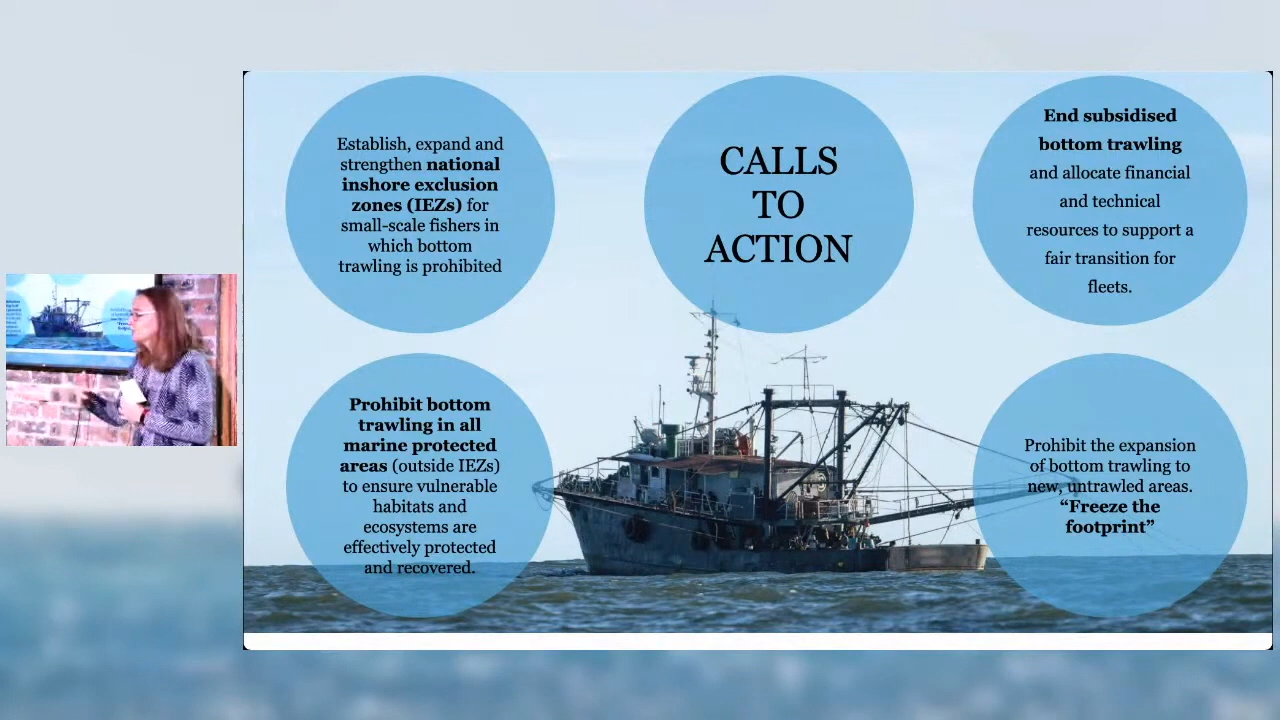 Establish, expand and
strengthen national
inshore exclusion
zones (IEZs) for
small-scale fishers in
which bottom
trawling is prohibited
CALLS
TO
ACTION
End subsidised
bottom trawling
and allocate financial
and technical
resources to support a
fair transition for
fleets.
Prohibit bottom
trawling in all
marine protected
areas (outside IEZs)
to ensure vulnerable
habitats and
ecosystems are
effectively protected
and recovered.
Prohibit the expansion
of bottom trawling to
new, untrawled areas.
“Freeze the
footprint”